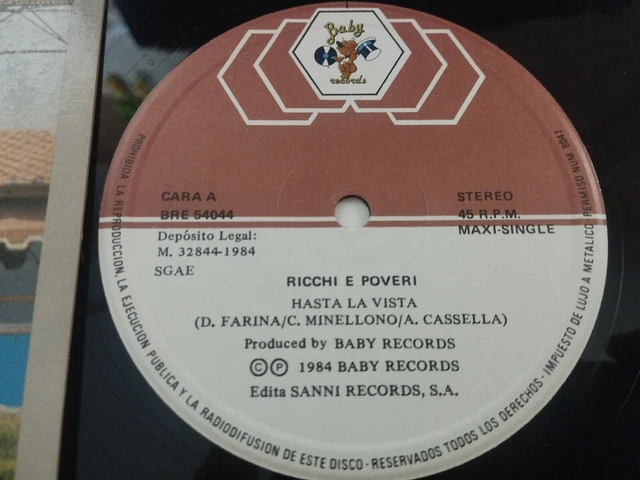 Baby
records
CARA A
BRE 54044
STEREO
45 R.P.M.
MAXI-SINGLE
Depósito Legal:
M. 32844-1984
SGAE
RICCHI E POVERI
HASTA LA VISTA
(D. FARINA/C. MINELLONO/A. CASSELLA)
Produced by BABY RECORDS
Ⓒ Ⓟ 1984 BABY RECORDS
Edita SANNI RECORDS, S.A.
PROHIBIDA LA REPRODUCCION, LA EJECUCION PUBLICA Y LA RADIODIFUSION DE ESTE DISCO - RESERVADOS TODOS LOS DERECHOS - IMPUESTO DE LUJO A METALICO - PERMISO NUM 8047